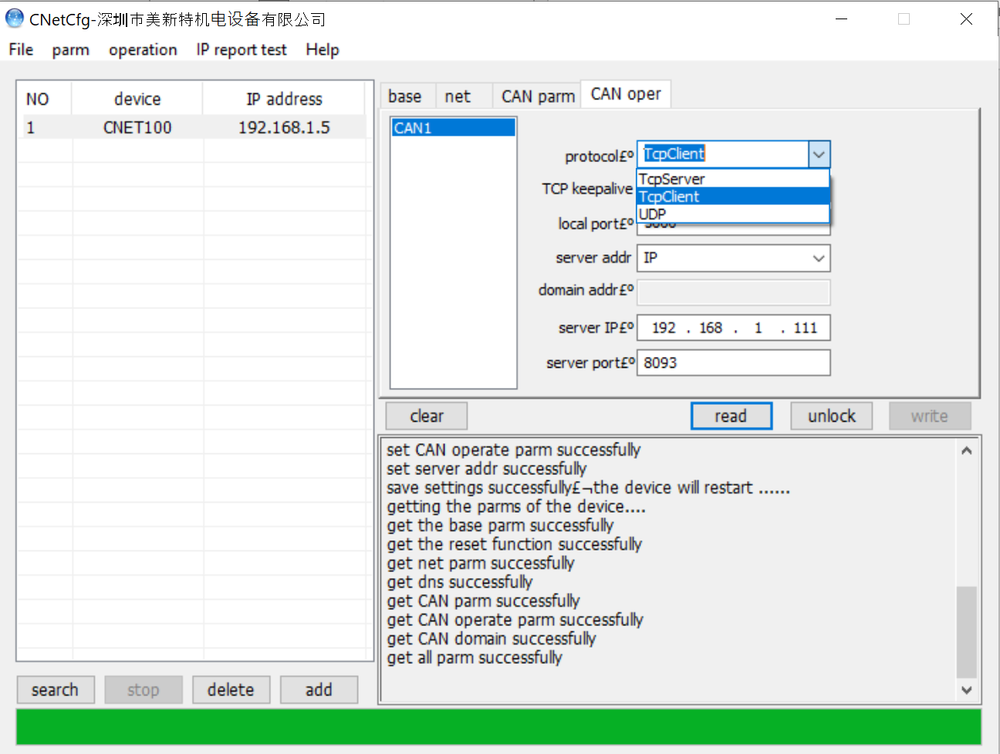 CNetCfg-深圳市美新特机电设备有限公司
File parm operation IP report test Help
NO device IP address
1 CNET100 192.168.1.5
base net CAN parm CAN oper
CAN1
protocol£º TcpClient
TcpServer
TcpClient
UDP
TCP keepalive
local port£º
server addr IP
domain addr£º
server IP£º 192 . 168 . 1 . 111
server port£º 8093
clear read unlock write
set CAN operate parm successfully
set server addr successfully
save settings successfully£¬the device will restart ......
getting the parms of the device....
get the base parm successfully
get the reset function successfully
get net parm successfully
get dns successfully
get CAN parm successfully
get CAN operate parm successfully
get CAN domain successfully
get all parm successfully
search stop delete add